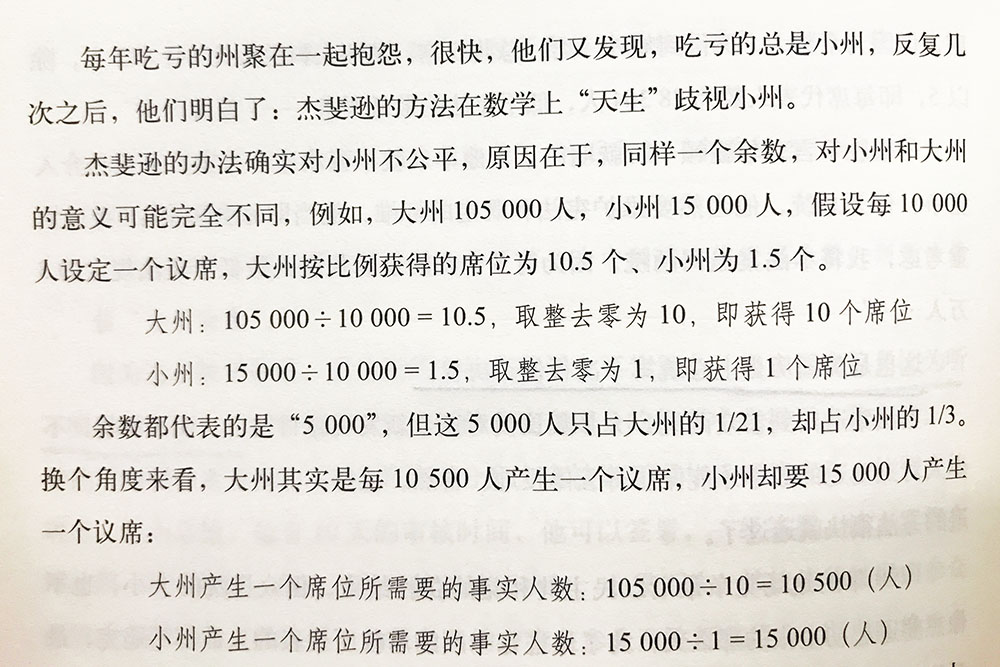 每年吃亏的州聚在一起抱怨，很快，他们又发现，吃亏的总是小州，反复几
次之后，他们明白了：杰斐逊的方法在数学上“天生”歧视小州。
杰斐逊的办法确实对小州不公平，原因在于，同样一个余数，对小州和大州
的意义可能完全不同，例如，大州 105 000 人，小州 15 000 人，假设每 10 000
人设定一个议席，大州按比例获得的席位为 10.5 个、小州为 1.5 个。
大州：105 000÷10 000 = 10.5，取整去零为 10，即获得 10 个席位
小州：15 000÷10 000 = 1.5，取整去零为 1，即获得 1 个席位
余数都代表的是“5 000”，但这 5 000 人只占大州的 1/21，却占小州的 1/3。
换个角度来看，大州其实是每 10 500 人产生一个议席，小州却要 15 000 人产生
一个议席：
大州产生一个席位所需要的事实人数：105 000÷10 = 10 500（人）
小州产生一个席位所需要的事实人数：15 000÷1 = 15 000（人）